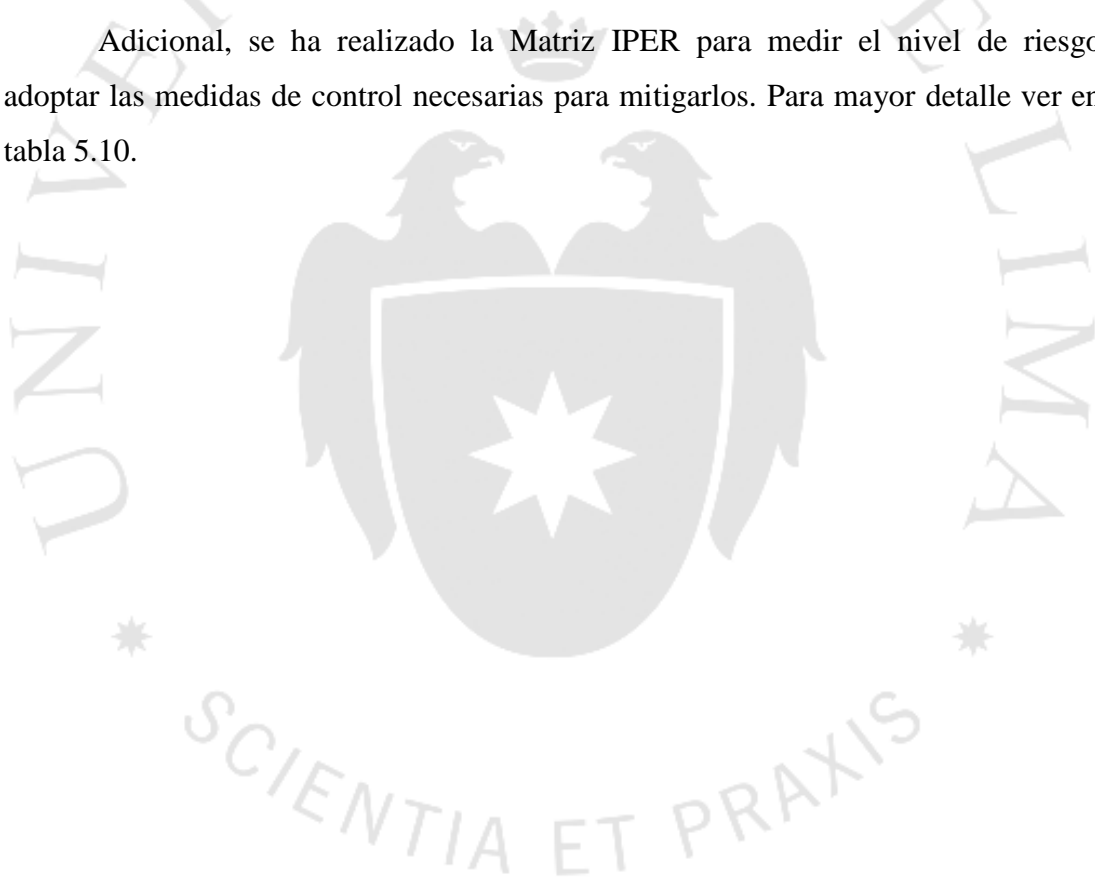 Adicional, se ha realizado la Matriz IPER para medir el nivel de riesgo
adoptar las medidas de control necesarias para mitigarlos. Para mayor detalle ver en
tabla 5.10.
SCIENTIA ET PRAXIS